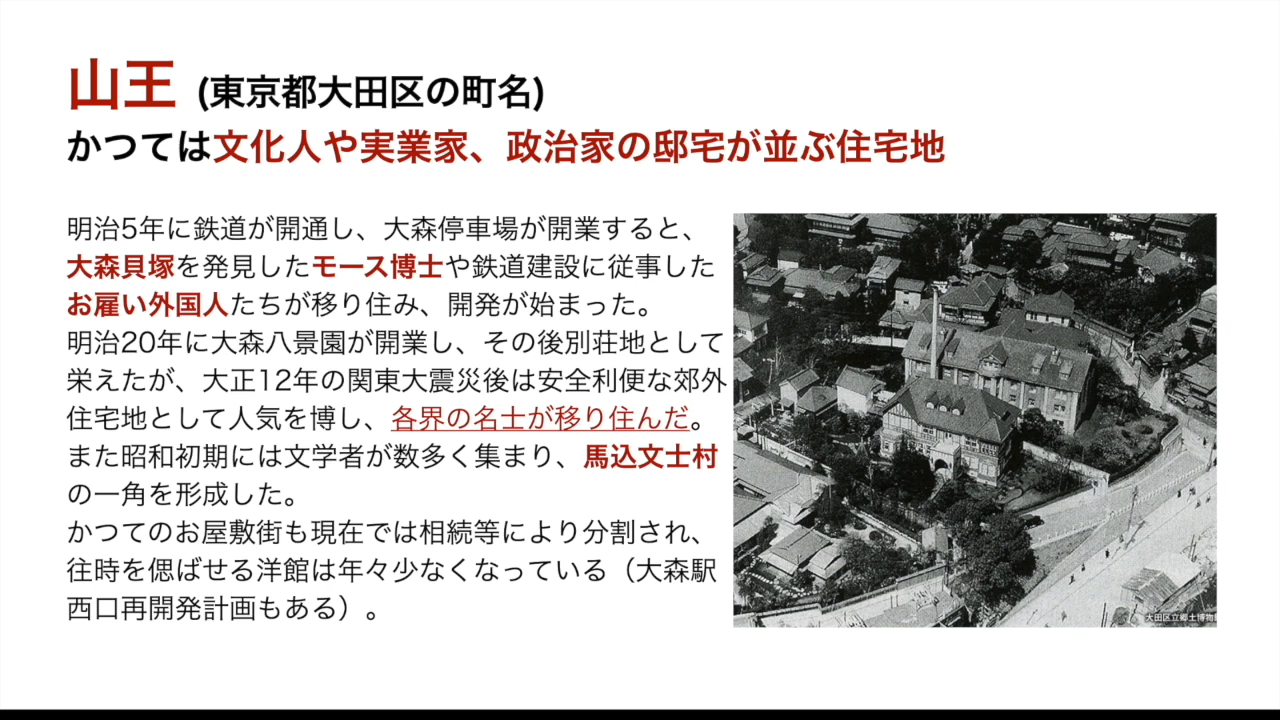 山王 (東京都大田区の町名)
かつては文化人や実業家、政治家の邸宅が並ぶ住宅地
明治5年に鉄道が開通し、大森停車場が開業すると、
大森貝塚を発見したモース博士や鉄道建設に従事した
お雇い外国人たちが移り住み、開発が始まった。
明治20年に大森八景園が開業し、その後別荘地として
栄えたが、大正12年の関東大震災後は安全利便な郊外
住宅地として人気を博し、各界の名士が移り住んだ。
また昭和初期には文学者が数多く集まり、馬込文士村
の一角を形成した。
かつてのお屋敷街も現在では相続等により分割され、
往時を偲ばせる洋館は年々少なくなっている（大森駅
西口再開発計画もある）。
大田区立郷土博物